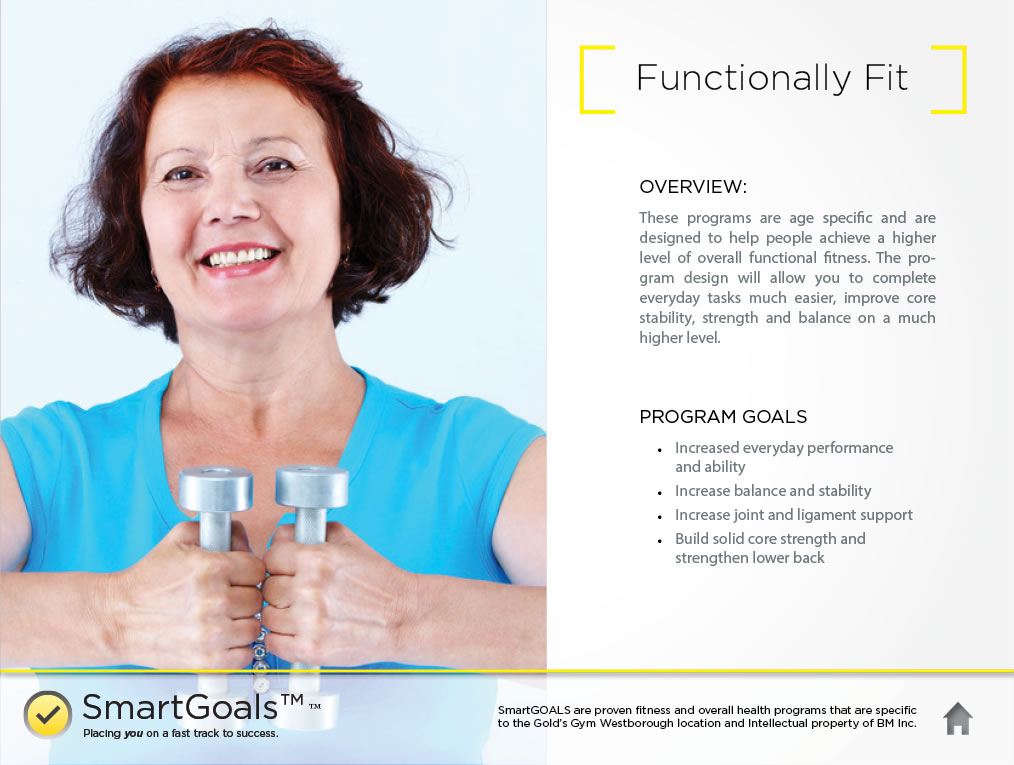 Functionally Fit
OVERVIEW:
These programs are age specific and are
designed to help people achieve a higher
level of overall functional fitness. The pro-
gram design will allow you to complete
everyday tasks much easier, improve core
stability, strength and balance on a much
higher level.
PROGRAM GOALS
• Increased everyday performance
and ability
• Increase balance and stability
• Increase joint and ligament support
• Build solid core strength and
strengthen lower back
SmartGoals™ ™
Placing you on a fast track to success.
SmartGOALS are proven fitness and overall health programs that are specific
to the Gold's Gym Westborough location and Intellectual property of BM Inc.